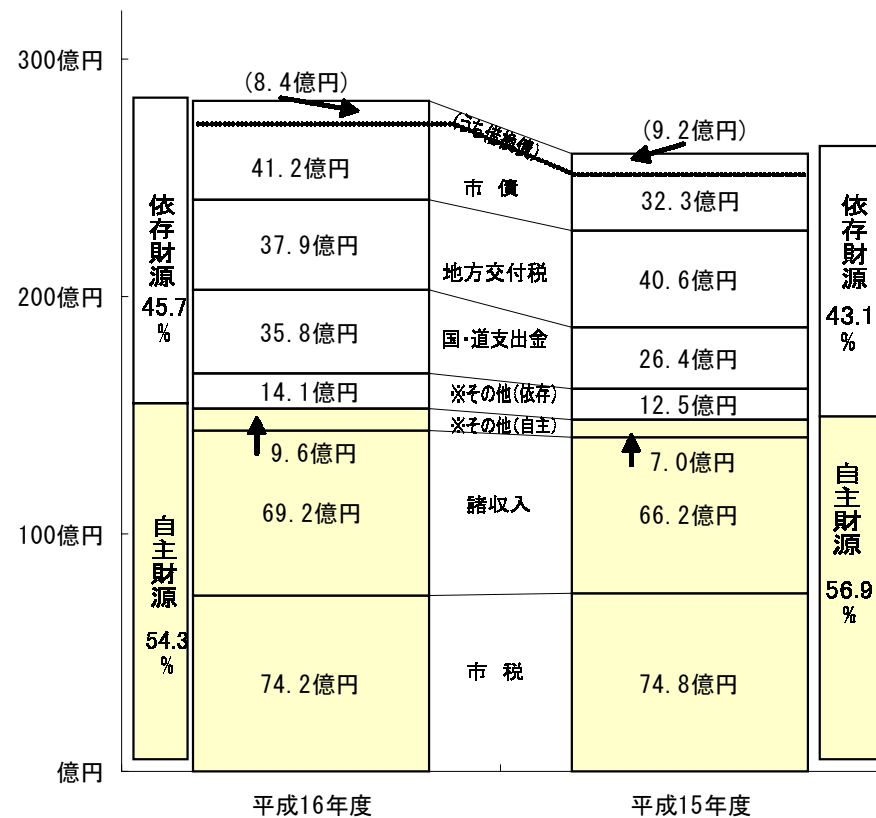 300億円
200億円
100億円
億円
依存財源
45.7
%
自主財源
54.3
%
(8.4億円)
41.2億円
37.9億円
35.8億円
14.1億円
9.6億円
69.2億円
74.2億円
平成16年度
(うち借換債)
市 債
地方交付税
国・道支出金
※その他(依存)
※その他(自主)
諸収入
市 税
(9.2億円)
32.3億円
40.6億円
26.4億円
12.5億円
7.0億円
66.2億円
74.8億円
平成15年度
依存財源
43.1
%
自主財源
56.9
%